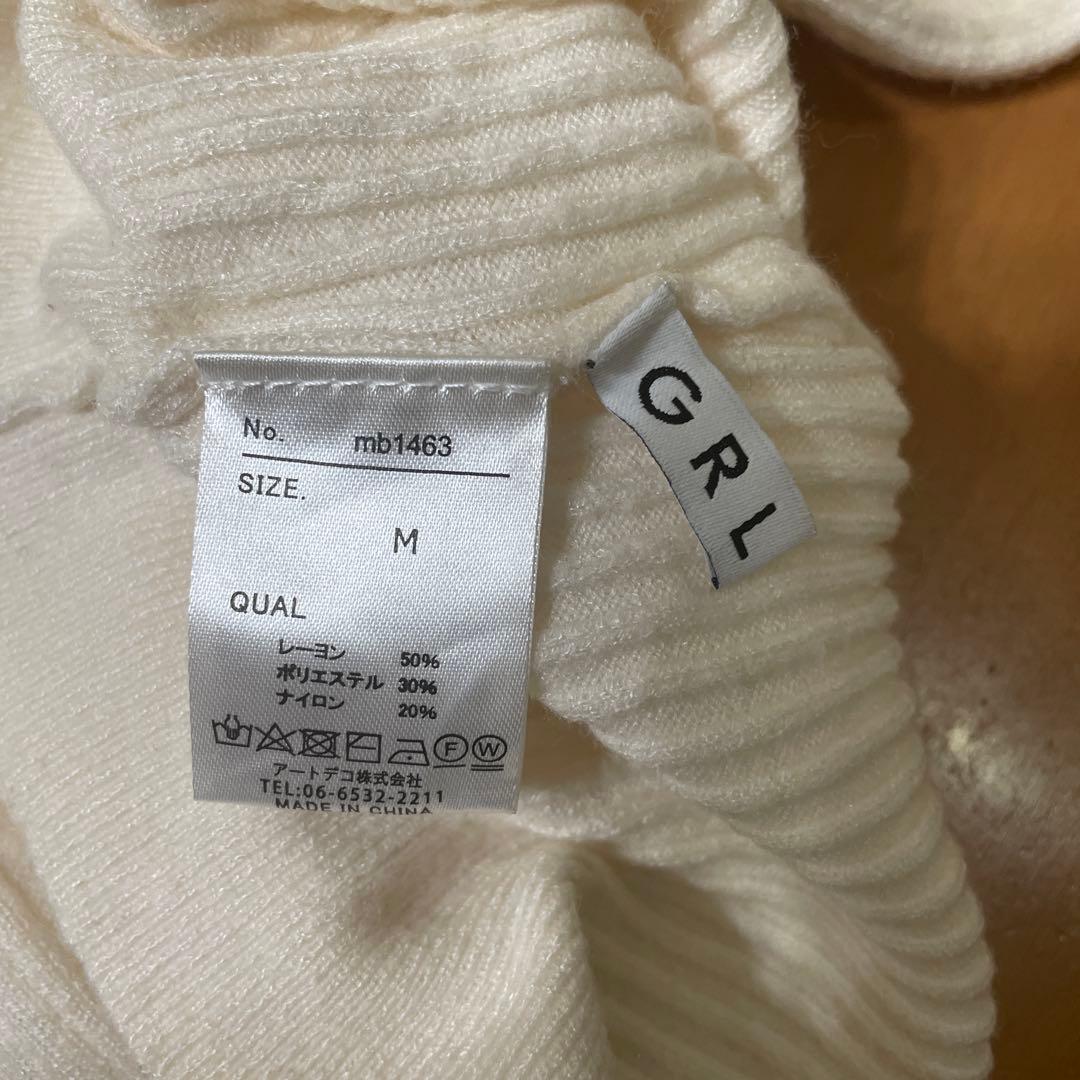 No. mb1463
SIZE.
M
QUAL
レーヨン 50%
ポリエステル 30%
ナイロン 20%
F W
アートデコ株式会社
TEL:06-6532-2211
MADE IN CHINA
GRL